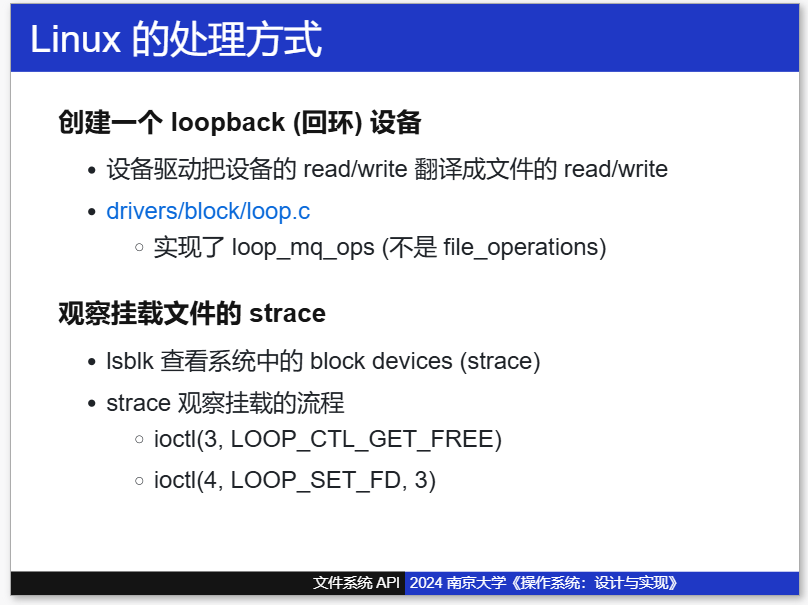 Linux 的处理方式
创建一个 loopback (回环) 设备
设备驱动把设备的 read/write 翻译成文件的 read/write
drivers/block/loop.c
实现了 loop_mq_ops (不是 file_operations)
观察挂载文件的 strace
lsblk 查看系统中的 block devices (strace)
strace 观察挂载的流程
ioctl(3, LOOP_CTL_GET_FREE)
ioctl(4, LOOP_SET_FD, 3)
文件系统 API 2024 南京大学《操作系统：设计与实现》